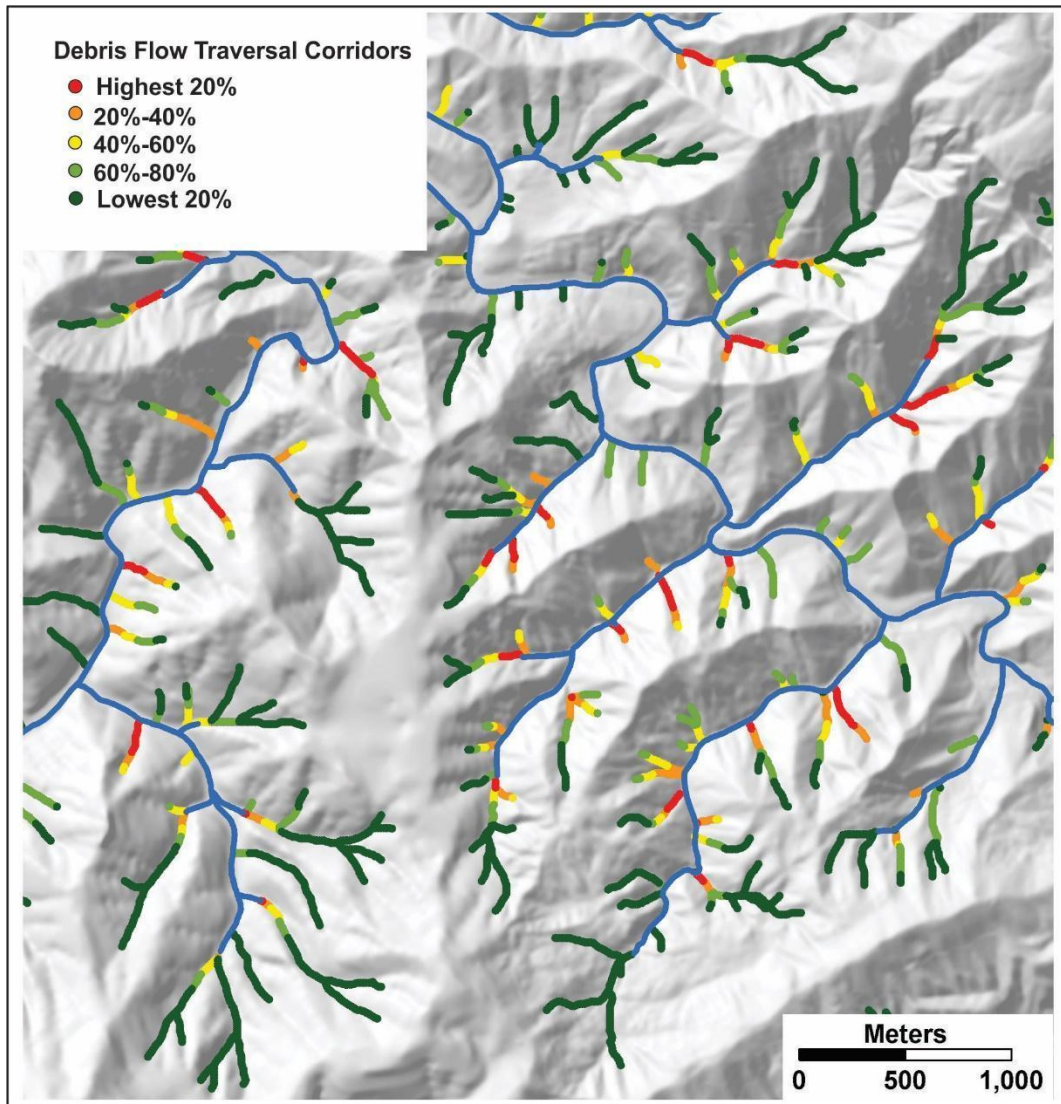 Debris Flow Traversal Corridors
Highest 20%
20%-40%
40%-60%
60%-80%
Lowest 20%
Meters
0 500 1,000